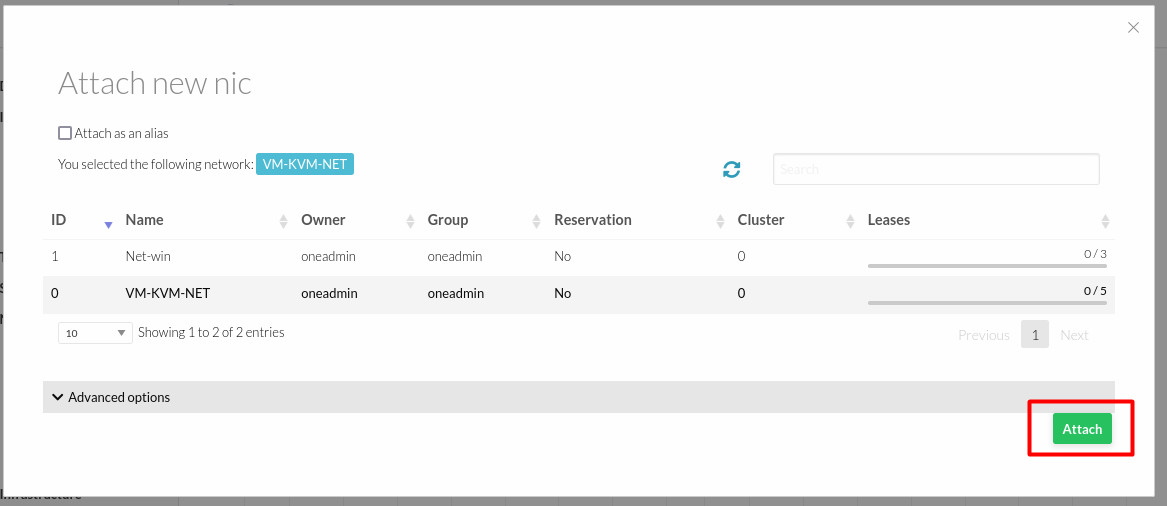 Attach new nic
Attach as an alias
You selected the following network: VM-KVM-NET
Search
ID Name Owner Group Reservation Cluster Leases
1 Net-win oneadmin oneadmin No 0 0 / 3
0 VM-KVM-NET oneadmin oneadmin No 0 0 / 5
10 Showing 1 to 2 of 2 entries Previous 1 Next
Advanced options
Attach